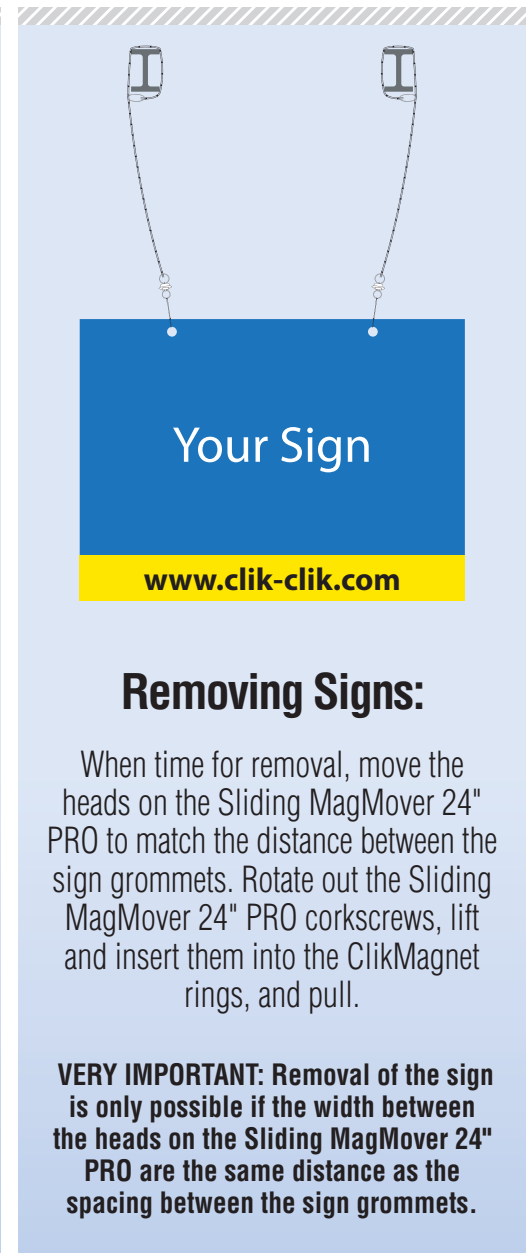 Your Sign
www.clik-clik.com
Removing Signs:
When time for removal, move the
heads on the Sliding MagMover 24"
PRO to match the distance between the
sign grommets. Rotate out the Sliding
MagMover 24" PRO corkscrews, lift
and insert them into the ClikMagnet
rings, and pull.
VERY IMPORTANT: Removal of the sign
is only possible if the width between
the heads on the Sliding MagMover 24"
PRO are the same distance as the
spacing between the sign grommets.